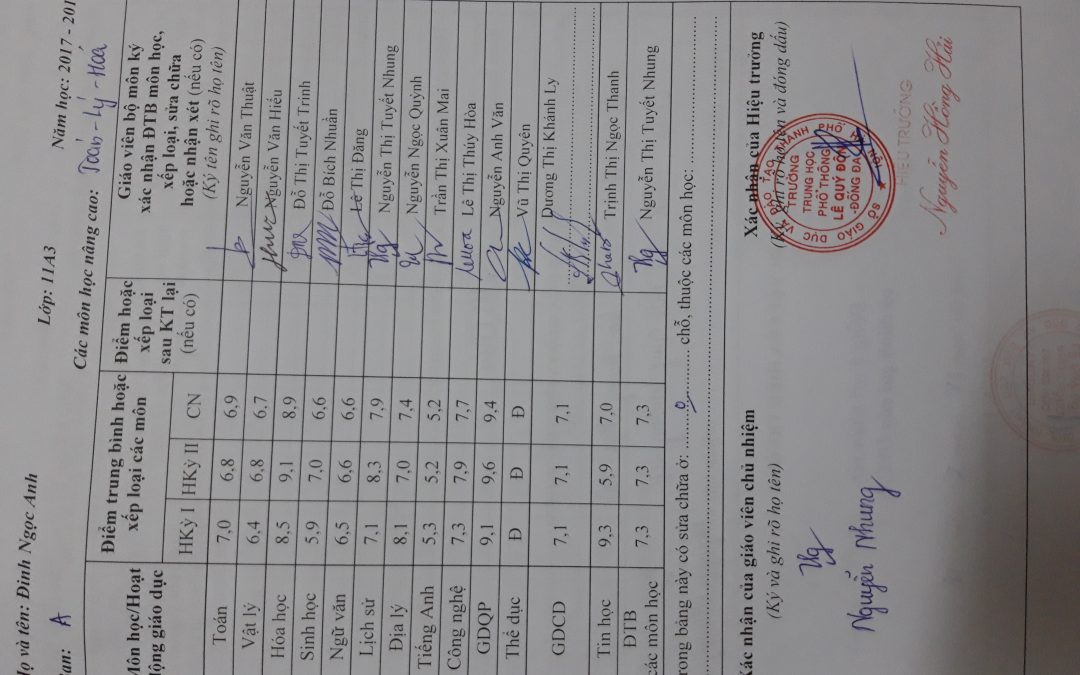 Họ và tên: Đinh Ngọc Anh Lớp: 11A3 Năm học: 2017 - 201
Ban: A Các môn học nâng cao: Toán - Lý - Hoá
Môn học/Hoạt động giáo dục
Điểm trung bình hoặc xếp loại các môn
Điểm hoặc xếp loại sau KT lại (nếu có)
Giáo viên bộ môn ký xác nhận ĐTB môn học, xếp loại, sửa chữa hoặc nhận xét (nếu có)
(Ký tên ghi rõ họ tên)
HKỳ I HKỳ II CN
Toán 7,0 6,8 6,9 Nguyễn Văn Thuật
Vật lý 6,4 6,8 6,7 Nguyễn Văn Hiếu
Hóa học 8,5 9,1 8,9 Đỗ Thị Tuyết Trinh
Sinh học 5,9 7,0 6,6 Đỗ Bích Nhuần
Ngữ văn 6,5 6,6 6,6 Lê Thị Đăng
Lịch sử 7,1 8,3 7,9 Nguyễn Thị Tuyết Nhung
Địa lý 8,1 7,0 7,4 Nguyễn Ngọc Quỳnh
Tiếng Anh 5,3 5,2 5,2 Trần Thị Xuân Mai
Công nghệ 7,3 7,9 7,7 Lê Thị Thúy Hòa
GDQP 9,1 9,6 9,4 Nguyễn Anh Văn
Thể dục Đ Đ Đ Vũ Thị Quyên
GDCD 7,1 7,1 7,1 Dương Thị Khánh Ly
Tin học 9,3 5,9 7,0 Trịnh Thị Ngọc Thanh
ĐTB các môn học 7,3 7,3 7,3 Nguyễn Thị Tuyết Nhung
Trong bảng này có sửa chữa ở: 0 chỗ, thuộc các môn học:
Xác nhận của giáo viên chủ nhiệm
(Ký và ghi rõ họ tên)
Nguyễn Nhung
Xác nhận của Hiệu trưởng
(Ký, ghi rõ họ tên và đóng dấu)
SỞ GIÁO DỤC VÀ ĐÀO TẠO THÀNH PHỐ HÀ NỘI
TRƯỜNG
TRUNG HỌC
PHỔ THÔNG
LÊ QUÝ ĐÔN
-ĐỐNG ĐA
HIỆU TRƯỞNG
Nguyễn Hồng Hải